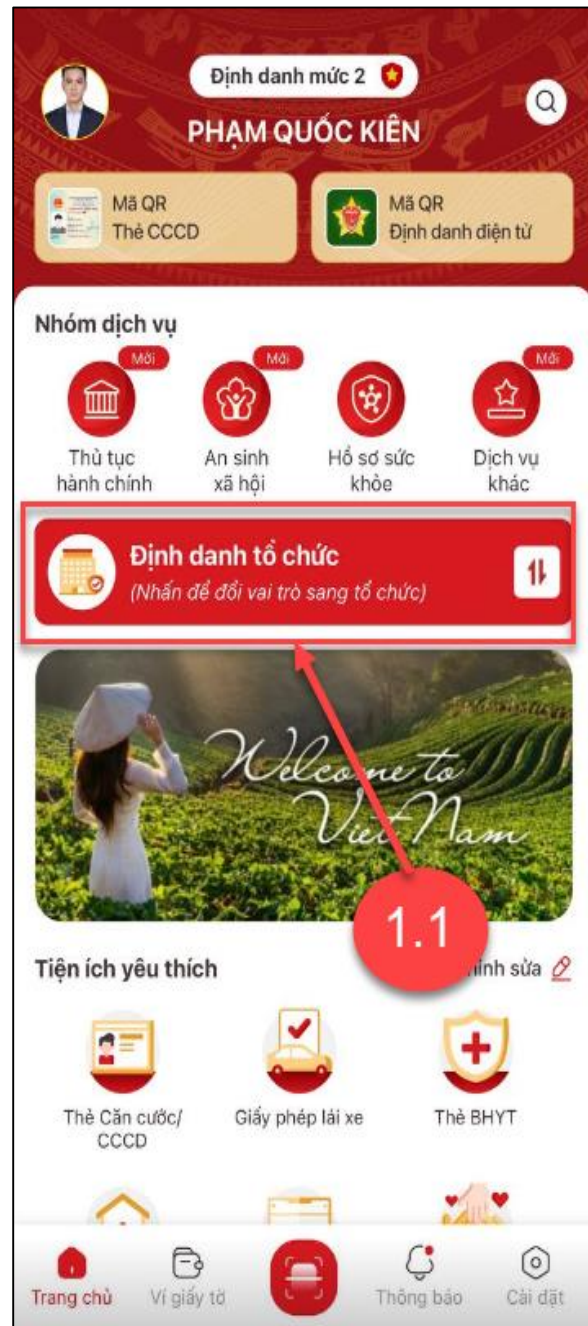 Định danh mức 2
PHẠM QUỐC KIÊN
Mã QR
Thẻ CCCD
Mã QR
Định danh điện tử
Nhóm dịch vụ
Mới
Mới
Mới
Thủ tục
hành chính
An sinh
xã hội
Hồ sơ sức
khỏe
Dịch vụ
khác
Định danh tổ chức
(Nhấn để đổi vai trò sang tổ chức)
Welcome to
Viet Nam
1.1
Tiện ích yêu thích
sửa
Thẻ Căn cước/
CCCD
Giấy phép lái xe
Thẻ BHYT
Trang chủ
Ví giấy tờ
Thông báo
Cài đặt